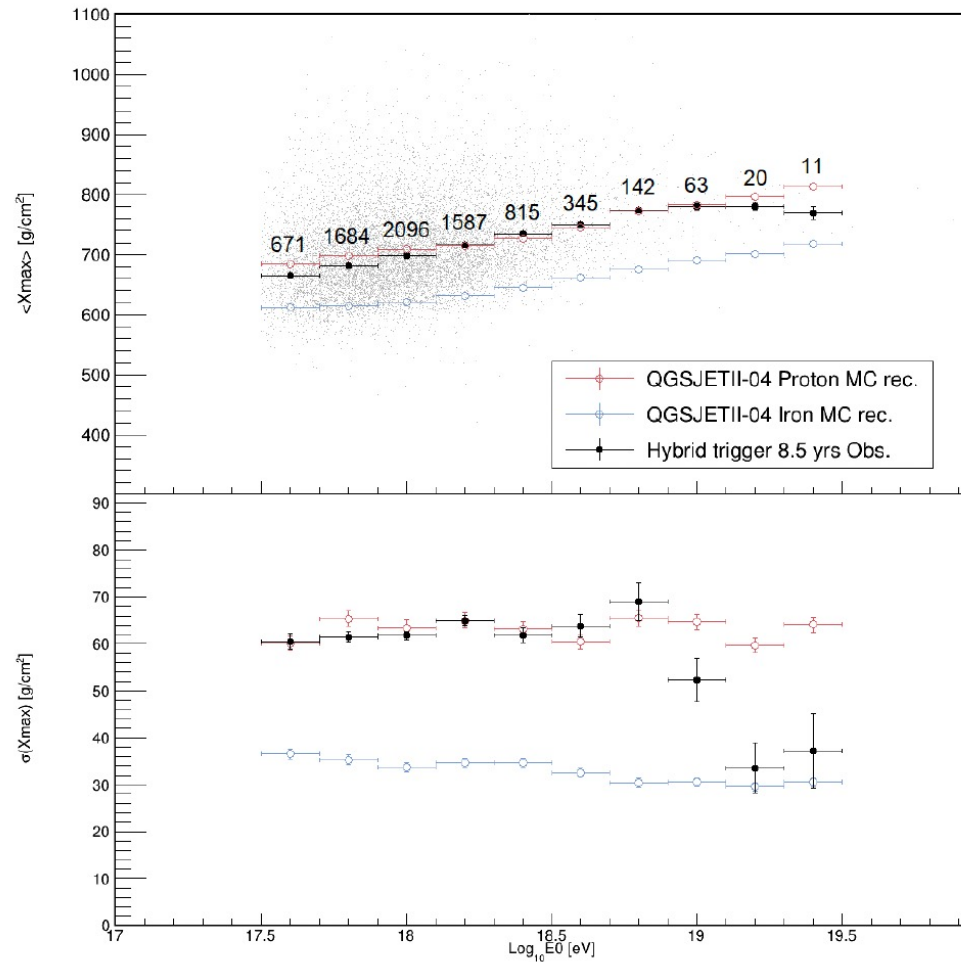 1100
1000
900
800
700
600
500
400
<Xmax> [g/cm²]
671 1684 2096 1587 815 345 142 63 20 11
QGSJETII-04 Proton MC rec.
QGSJETII-04 Iron MC rec.
Hybrid trigger 8.5 yrs Obs.
90
80
70
60
50
40
30
20
10
0
σ(Xmax) [g/cm²]
17 17.5 18 18.5 19 19.5
Log₁₀E0 [eV]